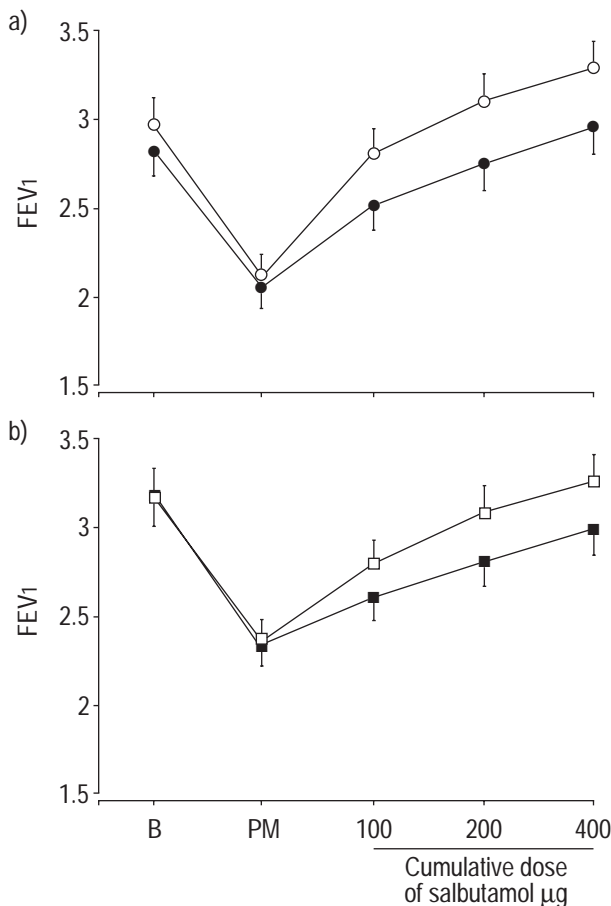 a)
3.5
3
2.5
2
1.5
FEV1
b)
3.5
3
2.5
2
1.5
FEV1
B PM 100 200 400
Cumulative dose
of salbutamol µg